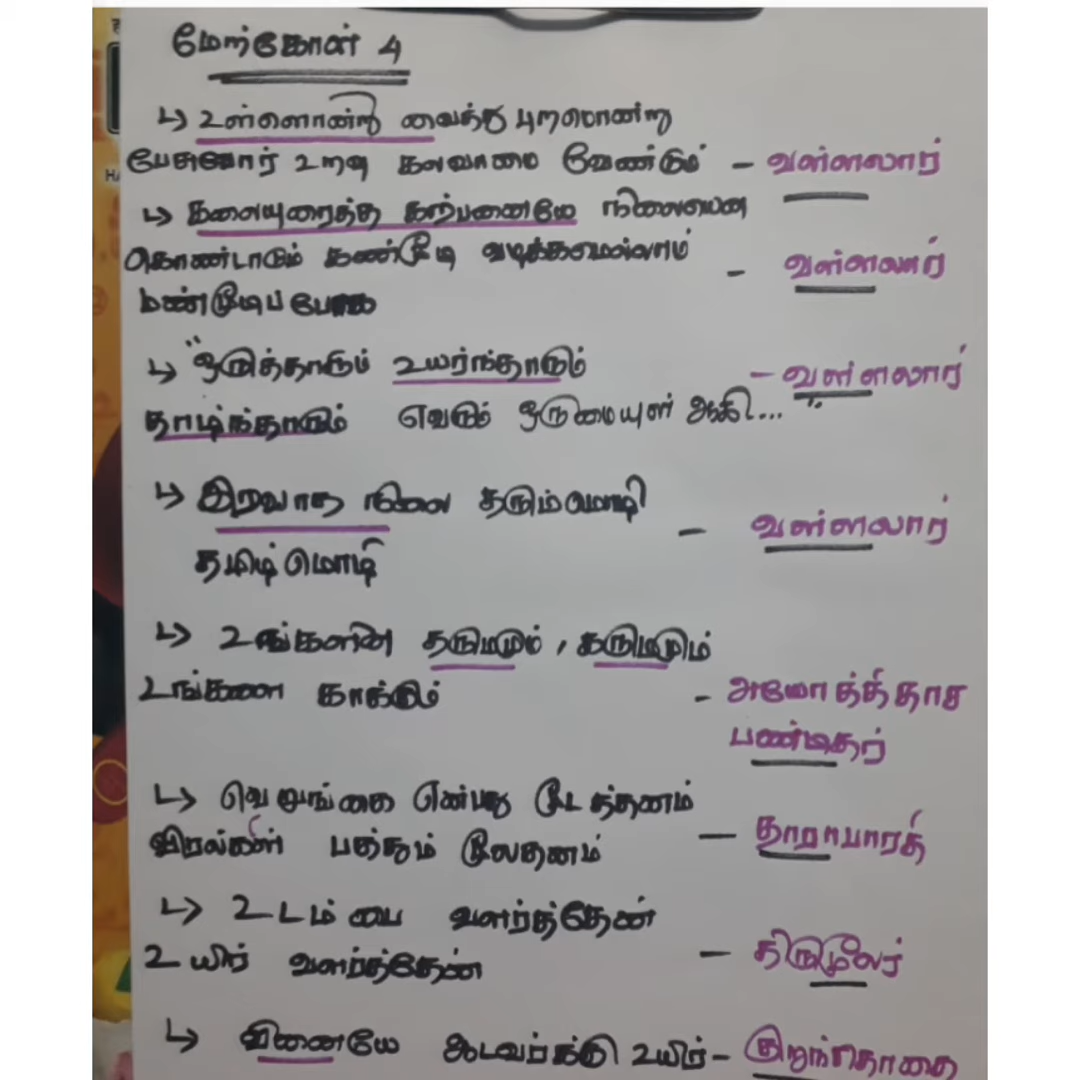 மேற்கோள் 4
↳ உள்ளொன்று வைத்து புறமொன்று
பேசுவோர் உறவு கலவாமை வேண்டும் - வள்ளலார்
↳ கலையுரைத்த கற்பனையே நிலையென
கொண்டாடும் கண்மூடி வழக்கமெல்லாம் - வள்ளலார்
மண்மூடிப் போக
↳ "ஒருத்தாரும் உயர்ந்தாரும் - வள்ளலார்
தாழ்ந்தாரும் எவரும் ஒருமையுள் ஆகி..."
↳ இறவாத நிலை தரும் மொழி - வள்ளலார்
தமிழ் மொழி
↳ உங்களின் தருமமும், கருமமும்
உங்களை காக்கும் - அயோத்திதாச
பண்டிதர்
↳ வெறுங்கை என்பது மூடத்தனம்
விரல்கள் பத்தும் மூலதனம் - தாராபாரதி
↳ உடம்பை வளர்த்தேன்
உயிர் வளர்த்தேன் - திருமூலர்
↳ வினையே ஆடவர்க்கு உயிர் - குறுந்தொகை